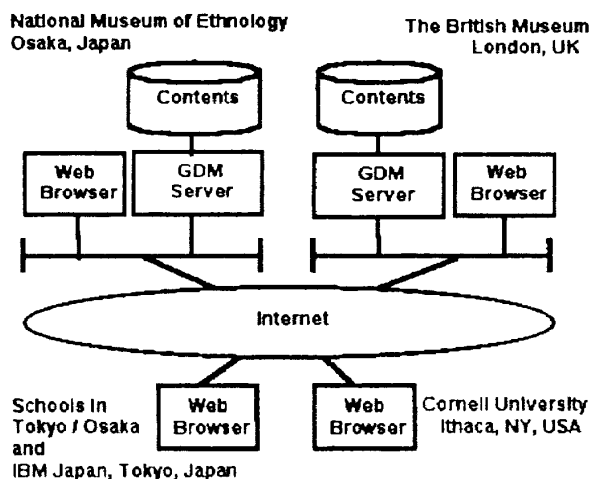 National Museum of Ethnology
Osaka, Japan
The British Museum
London, UK
Contents
Contents
Web
Browser
GDM
Server
GDM
Server
Web
Browser
Internet
Schools in
Tokyo / Osaka
and
IBM Japan, Tokyo, Japan
Web
Browser
Web
Browser
Cornell University
Ithaca, NY, USA